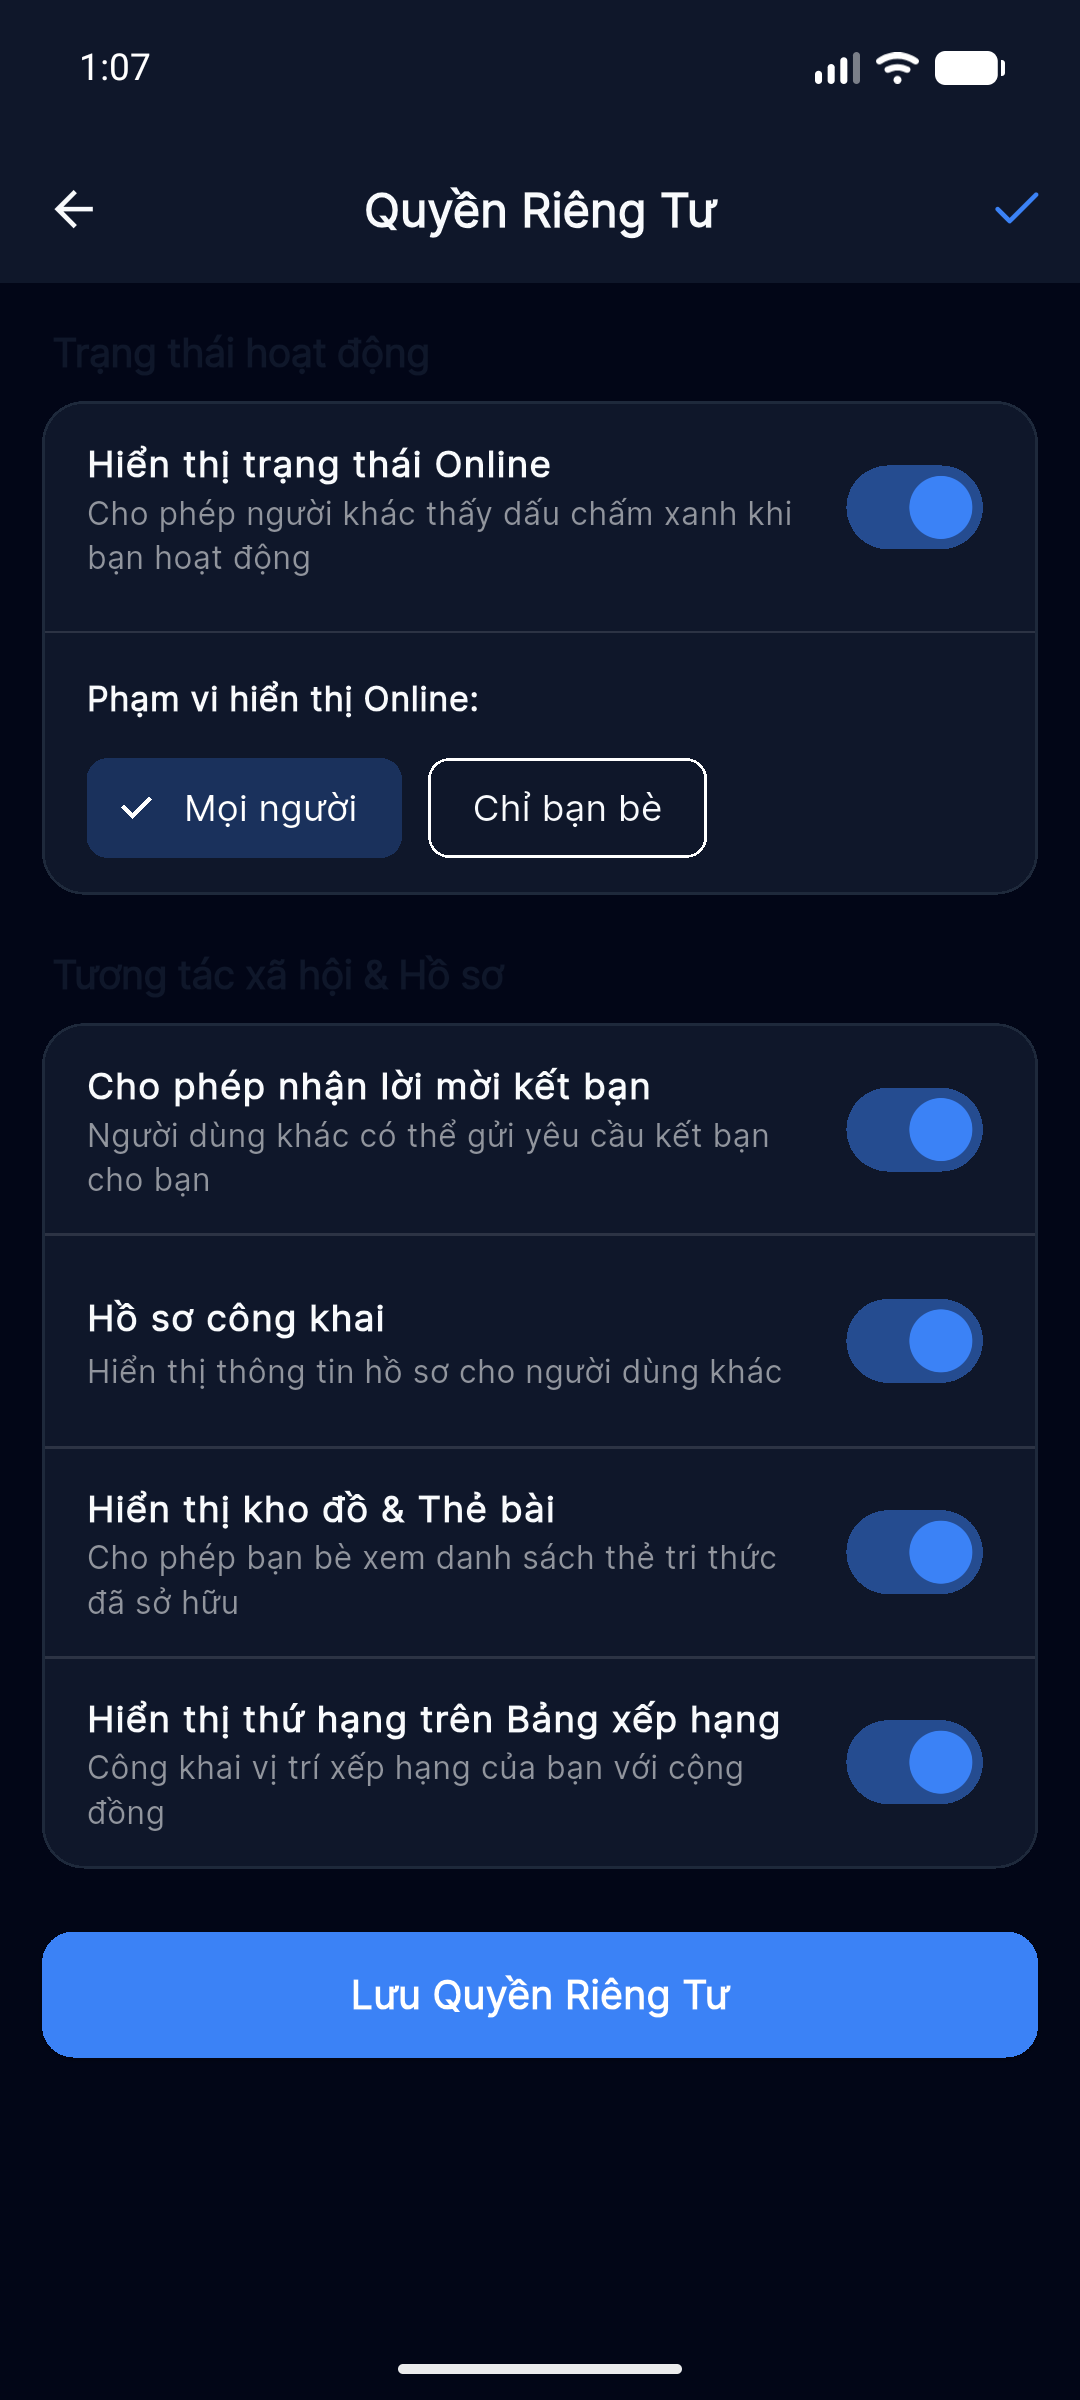 1:07
Quyền Riêng Tư
Trạng thái hoạt động
Hiển thị trạng thái Online
Cho phép người khác thấy dấu chấm xanh khi
bạn hoạt động
Phạm vi hiển thị Online:
Mọi người
Chỉ bạn bè
Tương tác xã hội & Hồ sơ
Cho phép nhận lời mời kết bạn
Người dùng khác có thể gửi yêu cầu kết bạn
cho bạn
Hồ sơ công khai
Hiển thị thông tin hồ sơ cho người dùng khác
Hiển thị kho đồ & Thẻ bài
Cho phép bạn bè xem danh sách thẻ tri thức
đã sở hữu
Hiển thị thứ hạng trên Bảng xếp hạng
Công khai vị trí xếp hạng của bạn với cộng
đồng
Lưu Quyền Riêng Tư